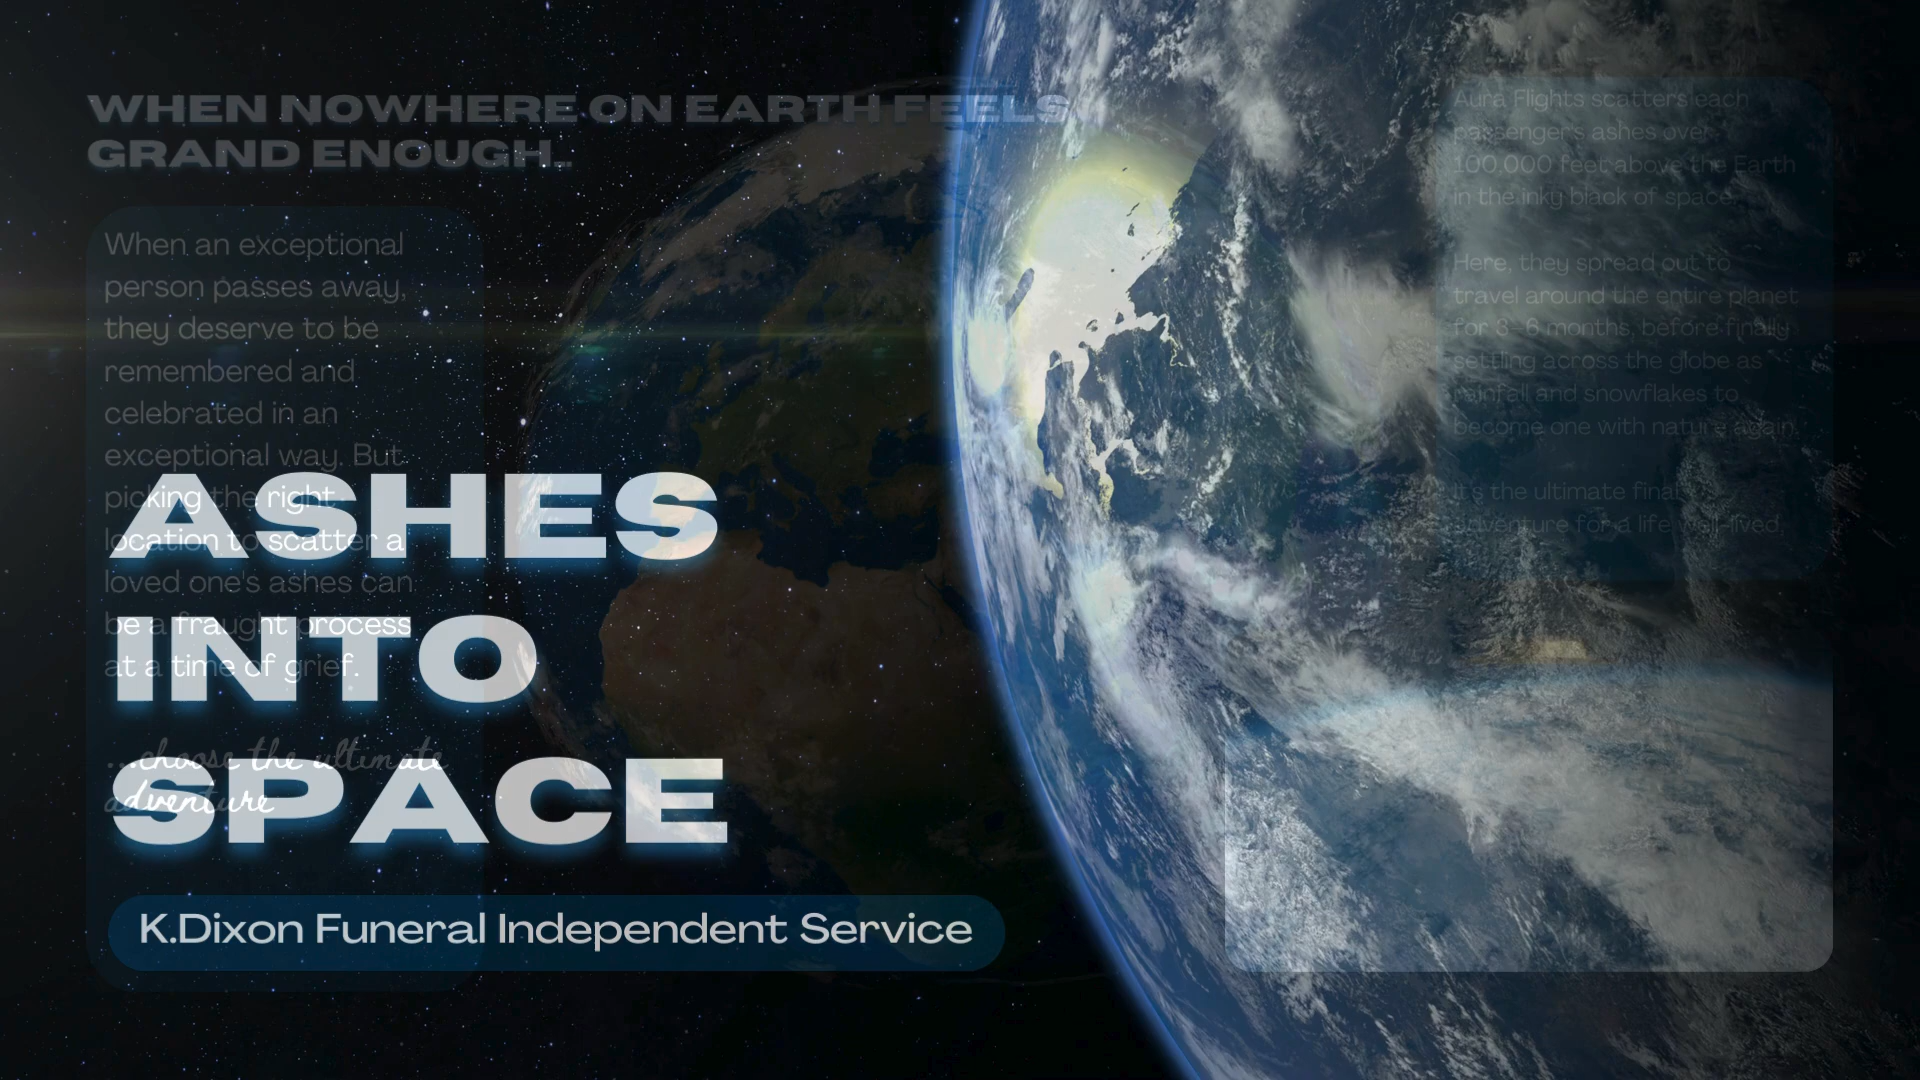 WHEN NOWHERE ON EARTH FEELS
GRAND ENOUGH...
When an exceptional
person passes away,
they deserve to be
remembered and
celebrated in an
exceptional way. But
picking the right
location to scatter a
loved one's ashes can
be a fraught process
at a time of grief.
...choose the ultimate
adventure
ASHES
INTO
SPACE
K.Dixon Funeral Independent Service
Aura Flights scatters each
passengers ashes over
100,000 feet above the Earth
in the inky black of space.
Here, they spread out to
travel around the entire planet
for 3 - 6 months, before finally
settling across the globe as
rainfall and snowflakes to
become one with nature again.
It's the ultimate final
adventure for a life well-lived.